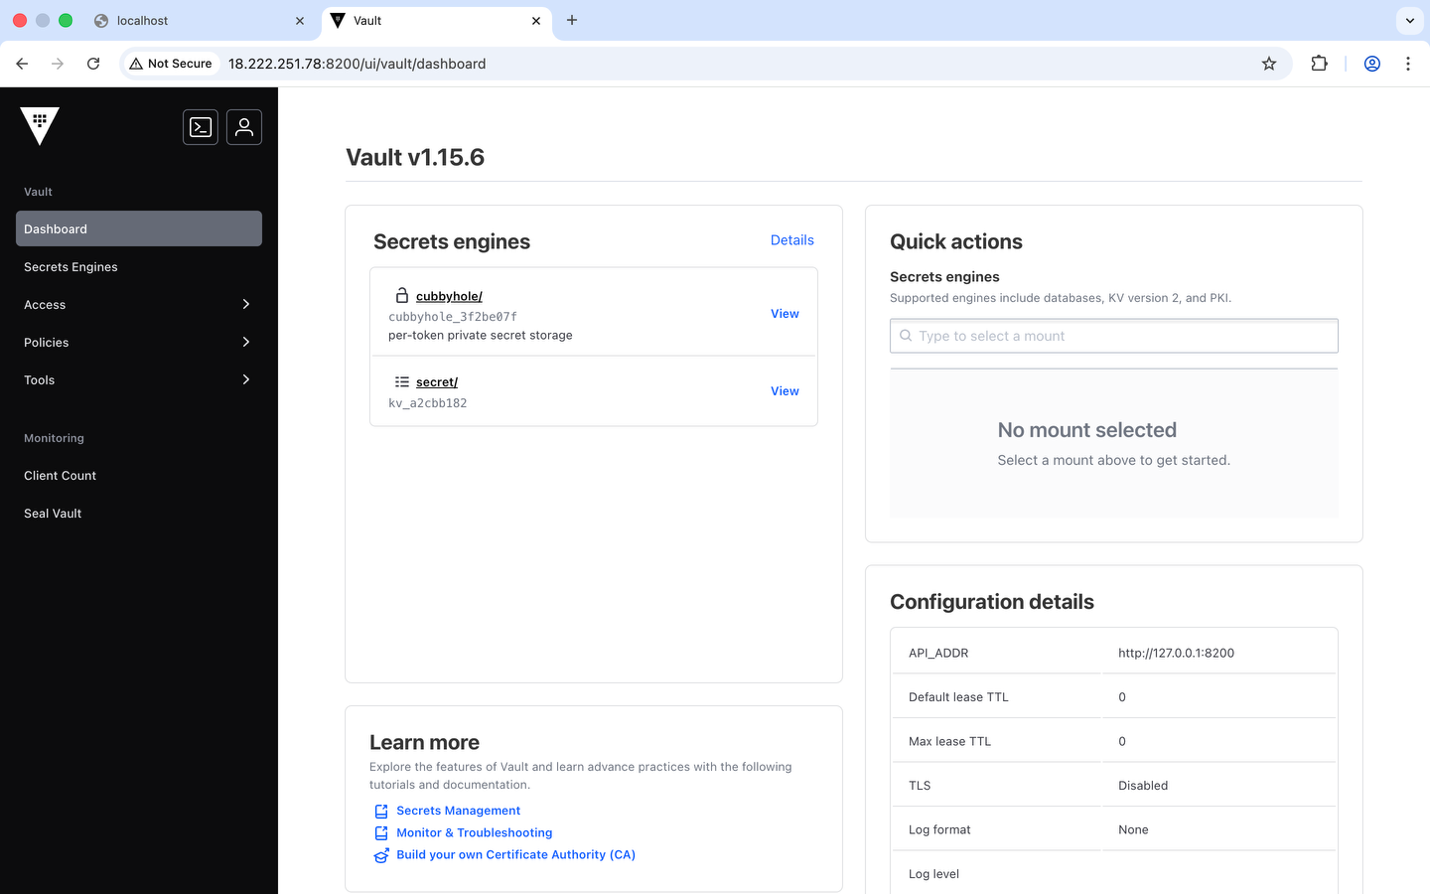 localhost
Vault
Not Secure
18.222.251.78:8200/ui/vault/dashboard
Vault
Dashboard
Secrets Engines
Access
Policies
Tools
Monitoring
Client Count
Seal Vault
Vault v1.15.6
Secrets engines
Details
cubbyhole/
cubbyhole_3f2be07f
per-token private secret storage
View
secret/
kv_a2cbb182
View
Learn more
Explore the features of Vault and learn advance practices with the following
tutorials and documentation.
Secrets Management
Monitor & Troubleshooting
Build your own Certificate Authority (CA)
Quick actions
Secrets engines
Supported engines include databases, KV version 2, and PKI.
Type to select a mount
No mount selected
Select a mount above to get started.
Configuration details
API_ADDR http://127.0.0.1:8200
Default lease TTL 0
Max lease TTL 0
TLS Disabled
Log format None
Log level